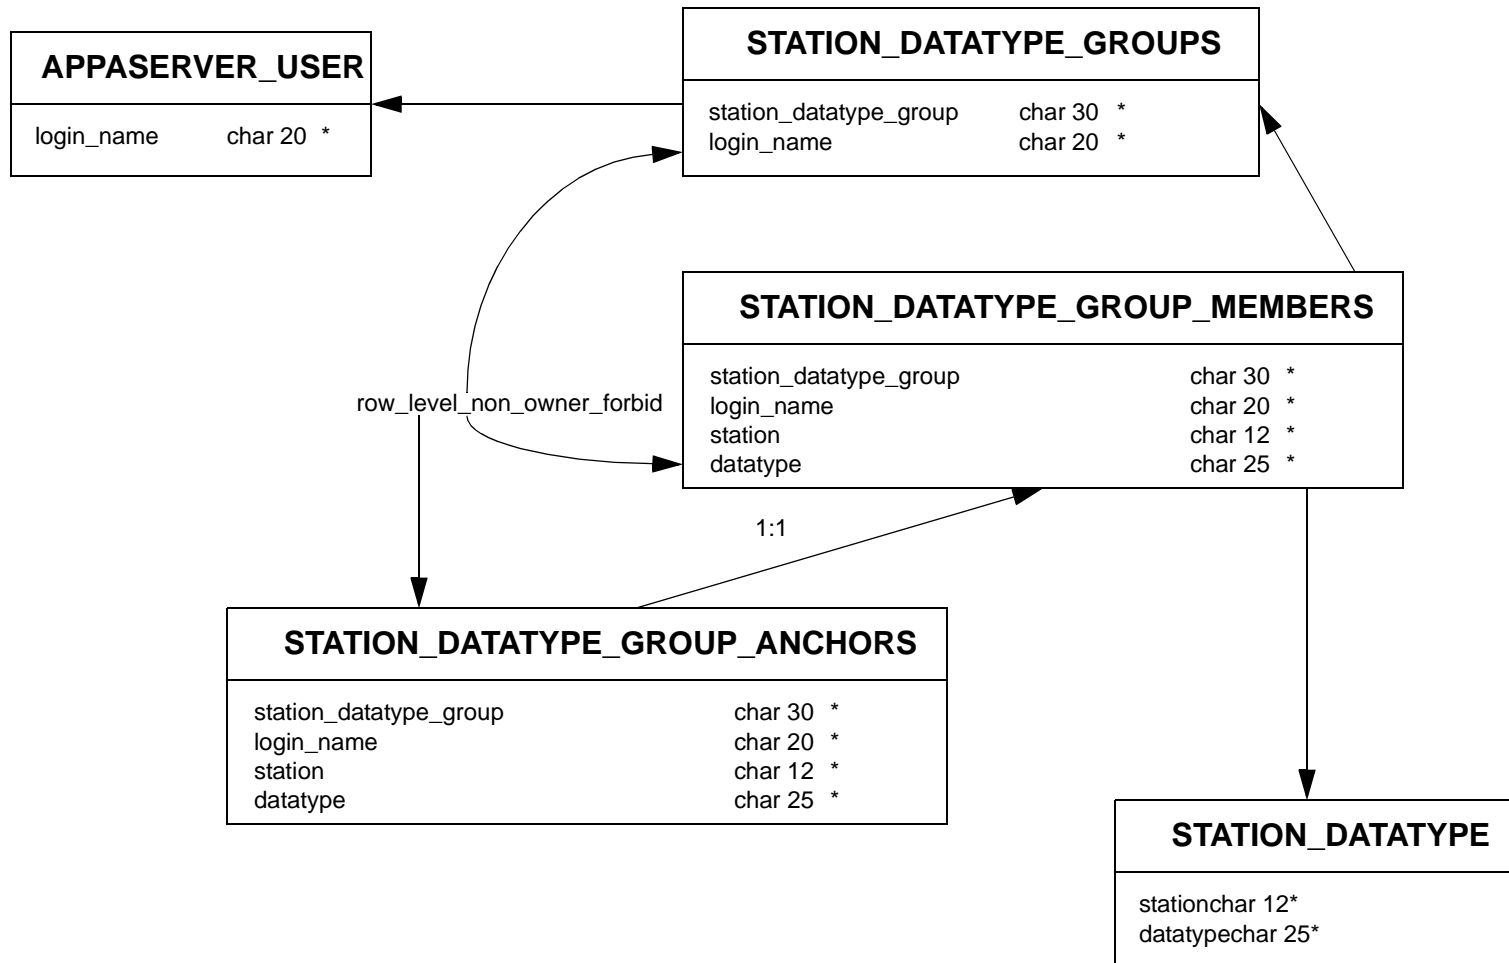 APPASERVER_USER
login_name char 20 *
STATION_DATATYPE_GROUPS
station_datatype_group char 30 *
login_name char 20 *
STATION_DATATYPE_GROUP_MEMBERS
station_datatype_group char 30 *
login_name char 20 *
station char 12 *
datatype char 25 *
row_level_non_owner_forbid
1:1
STATION_DATATYPE_GROUP_ANCHORS
station_datatype_group char 30 *
login_name char 20 *
station char 12 *
datatype char 25 *
STATION_DATATYPE
stationchar 12*
datatypechar 25*